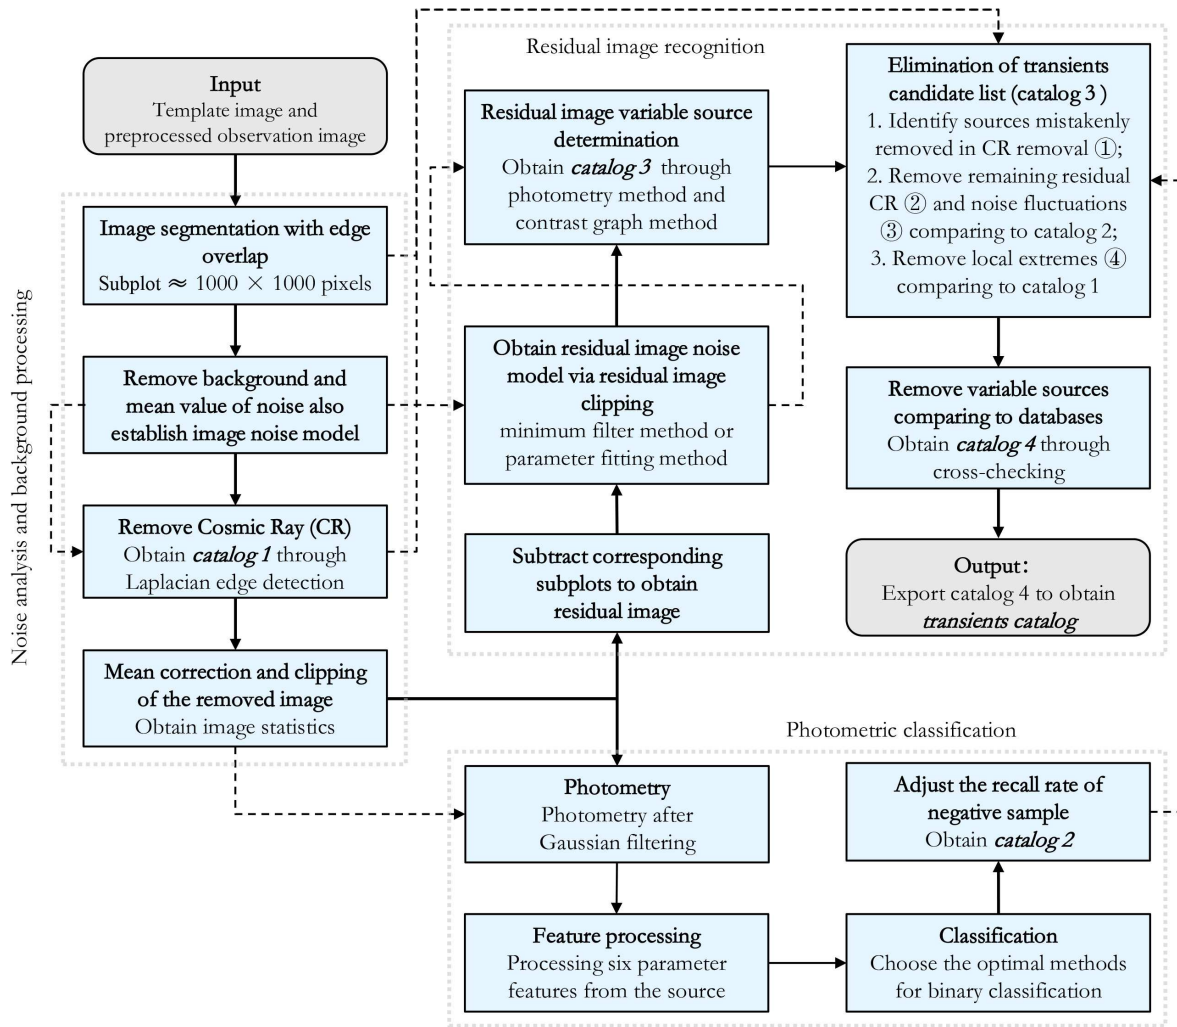 Input
Template image and
preprocessed observation image
Noise analysis and background processing
Image segmentation with edge
overlap
Subplot ≈ 1000 × 1000 pixels
Remove background and
mean value of noise also
establish image noise model
Remove Cosmic Ray (CR)
Obtain catalog 1 through
Laplacian edge detection
Mean correction and clipping
of the removed image
Obtain image statistics
Residual image recognition
Residual image variable source
determination
Obtain catalog 3 through
photometry method and
contrast graph method
Obtain residual image noise
model via residual image
clipping
minimum filter method or
parameter fitting method
Subtract corresponding
subplots to obtain
residual image
Elimination of transients
candidate list (catalog 3 )
1. Identify sources mistakenly
removed in CR removal ①;
2. Remove remaining residual
CR ② and noise fluctuations
③ comparing to catalog 2;
3. Remove local extremes ④
comparing to catalog 1
Remove variable sources
comparing to databases
Obtain catalog 4 through
cross-checking
Output:
Export catalog 4 to obtain
transients catalog
Photometric classification
Photometry
Photometry after
Gaussian filtering
Feature processing
Processing six parameter
features from the source
Adjust the recall rate of
negative sample
Obtain catalog 2
Classification
Choose the optimal methods
for binary classification